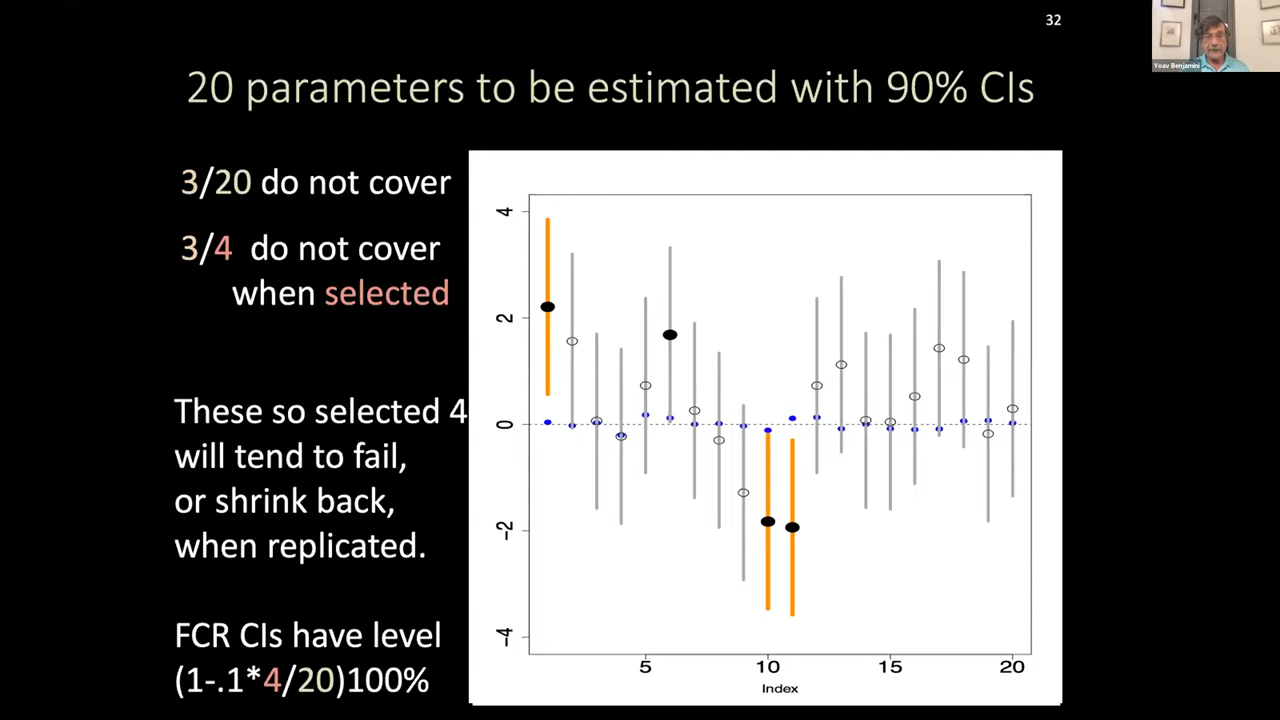 32
Yoav Benjamini
20 parameters to be estimated with 90% CIs
3/20 do not cover
3/4 do not cover
when selected
These so selected 4
will tend to fail,
or shrink back,
when replicated.
FCR CIs have level
(1-.1*4/20)100%
4
2
0
-2
-4
5 10 15 20
Index